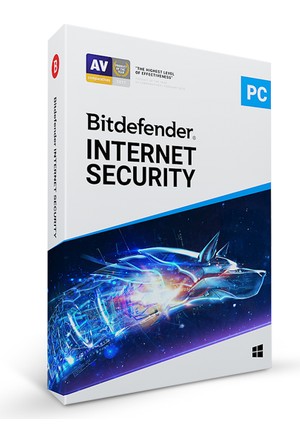 AV
"THE HIGHEST LEVEL
OF EFFECTIVENESS"
PC
Bitdefender
INTERNET
SECURITY
B
Bitdefender INTERNET SECURITY